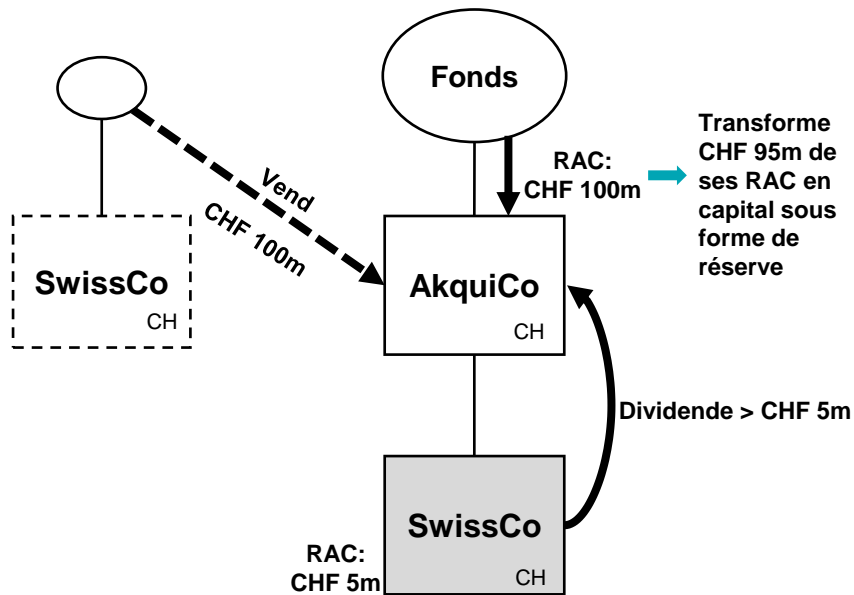 Fonds
Vend
CHF 100m
RAC:
CHF 100m
Transforme
CHF 95m de
ses RAC en
capital sous
forme de
réserve
SwissCo
CH
AkquiCo
CH
Dividende > CHF 5m
SwissCo
CH
RAC:
CHF 5m